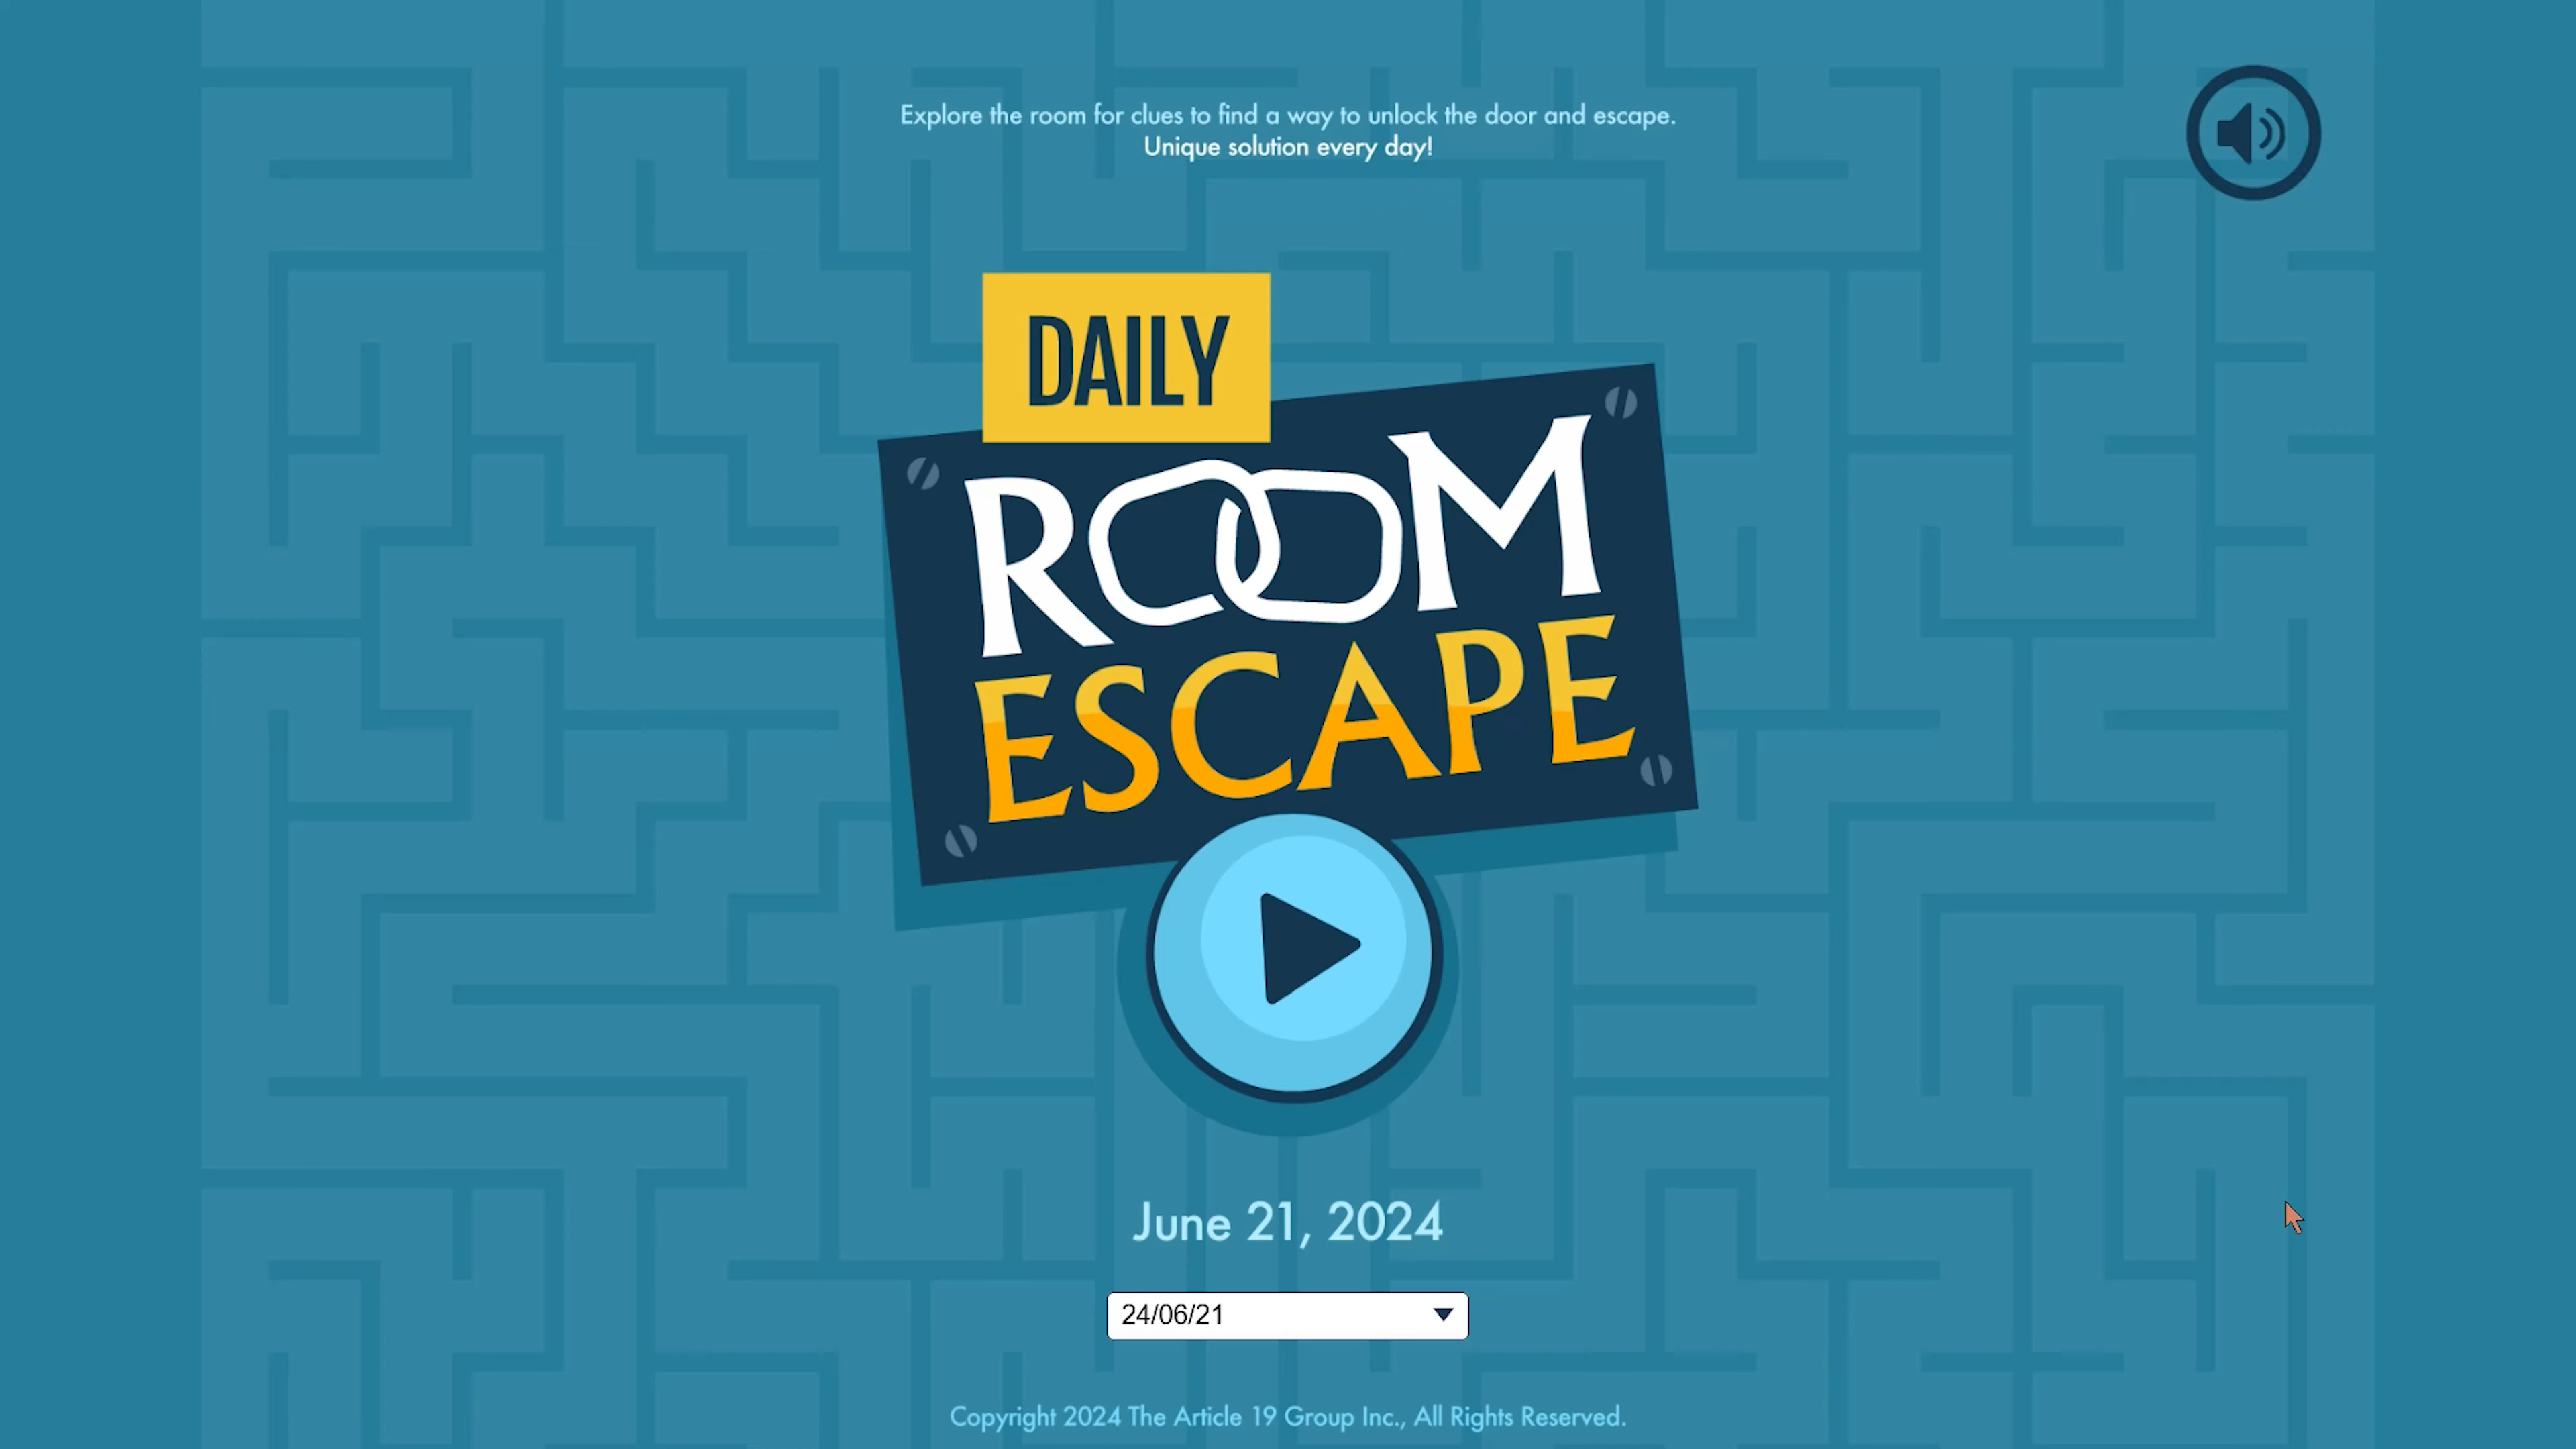 Explore the room for clues to find a way to unlock the door and escape.
Unique solution every day!
DAILY
ROOM
ESCAPE
June 21, 2024
24/06/21
Copyright 2024 The Article 19 Group Inc., All Rights Reserved.